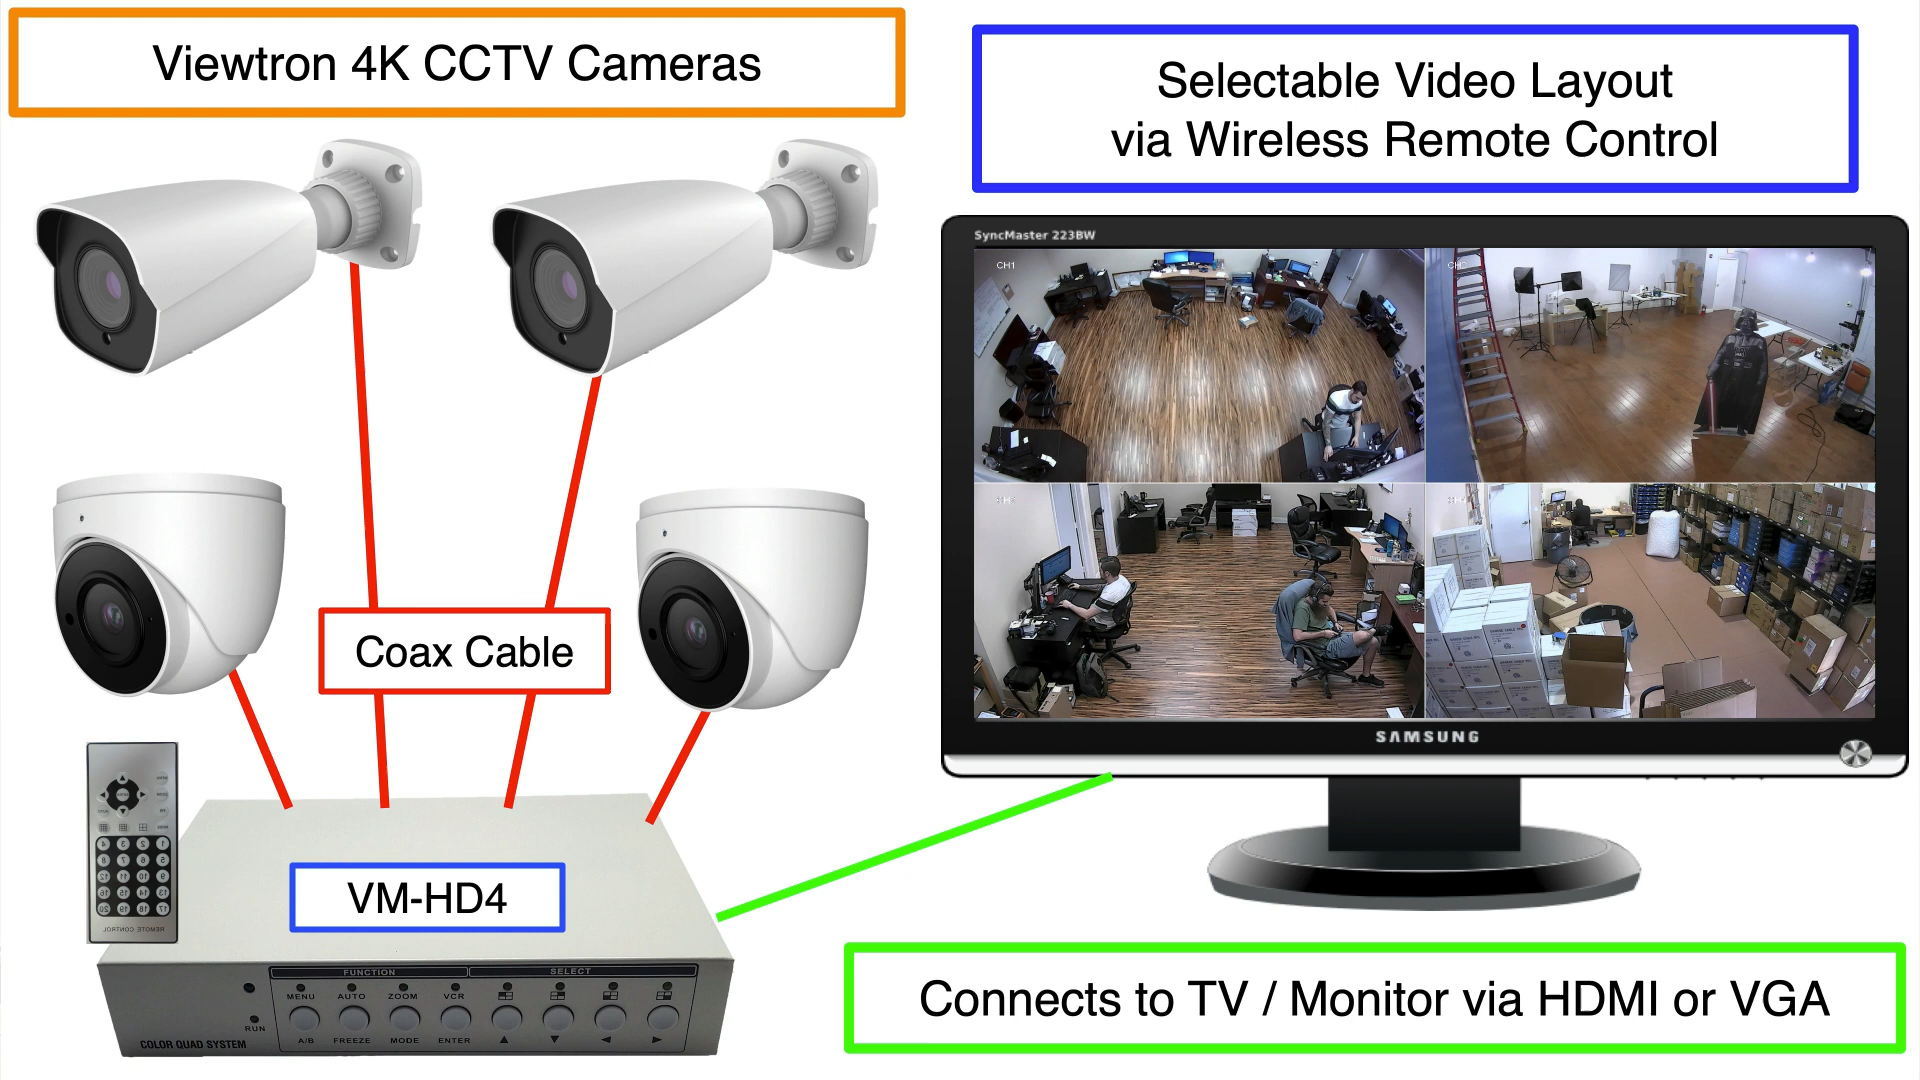 Viewtron 4K CCTV Cameras
Selectable Video Layout
via Wireless Remote Control
SyncMaster 223BW
CH1
SAMSUNG
Coax Cable
VM-HD4
REMOTE CONTROL
FUNCTION SELECT
MENU AUTO ZOOM VCR
RUN
A/B FREEZE MODE ENTER
COLOR QUAD SYSTEM
Connects to TV / Monitor via HDMI or VGA